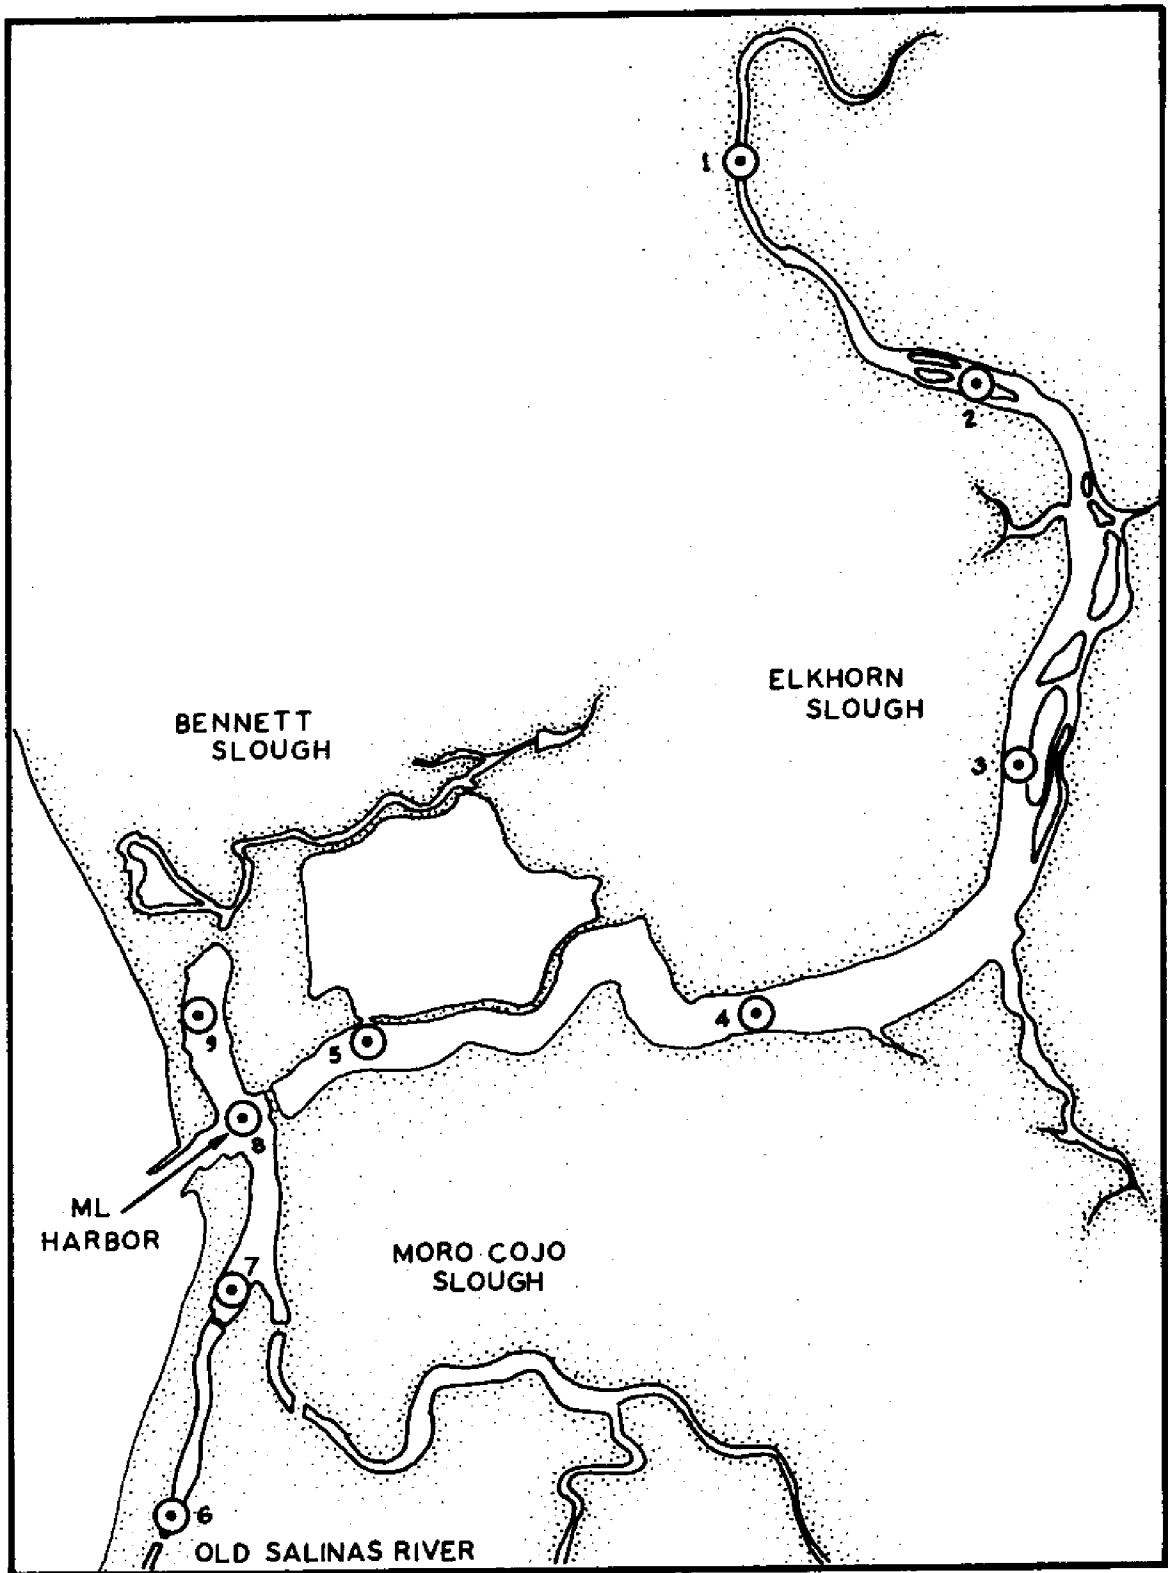 1
2
ELKHORN
SLOUGH
BENNETT
SLOUGH
3
4
5
9
8
ML
HARBOR
7
MORO COJO
SLOUGH
6
OLD SALINAS RIVER